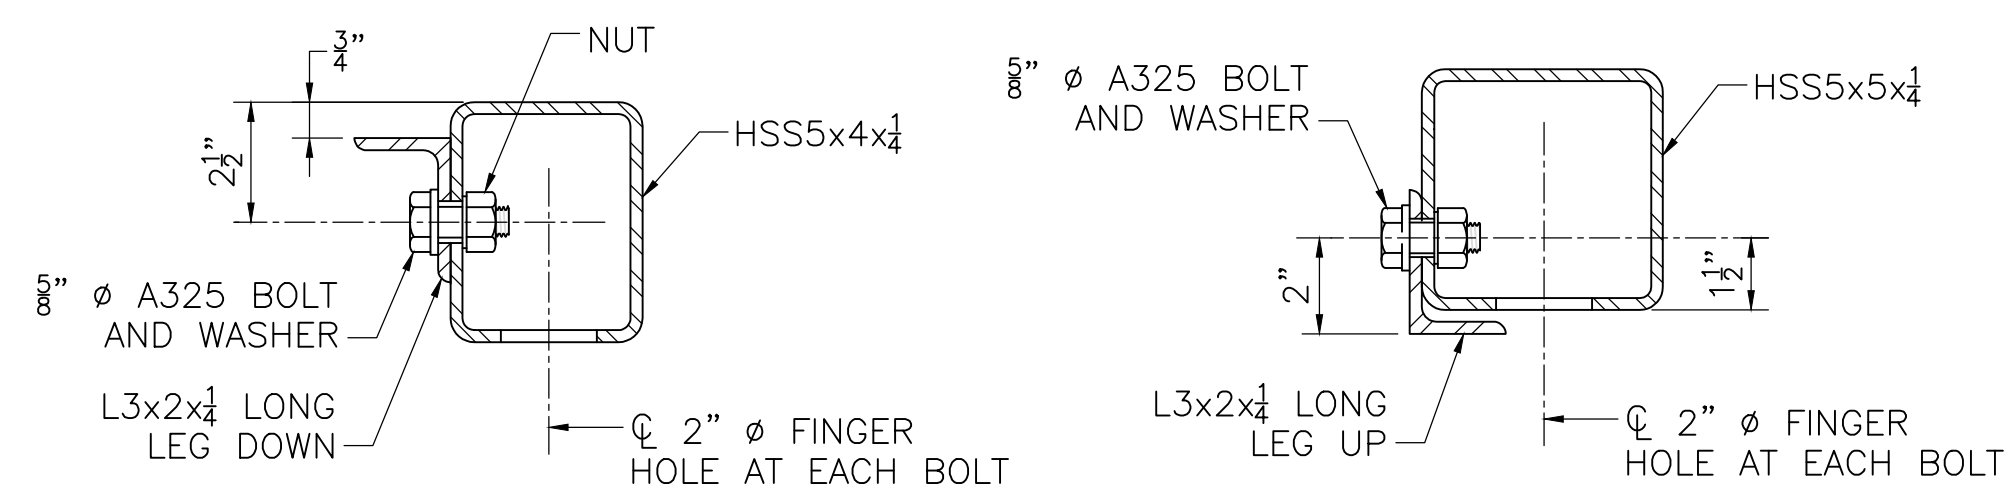 3/4”
NUT
2 1/2”
HSS5x4x1/4
5/8” ø A325 BOLT
AND WASHER
L3x2x1/4 LONG
LEG DOWN
℄ 2” ø FINGER
HOLE AT EACH BOLT
5/8” ø A325 BOLT
AND WASHER
HSS5x5x1/4
2”
1 1/2”
L3x2x1/4 LONG
LEG UP
℄ 2” ø FINGER
HOLE AT EACH BOLT